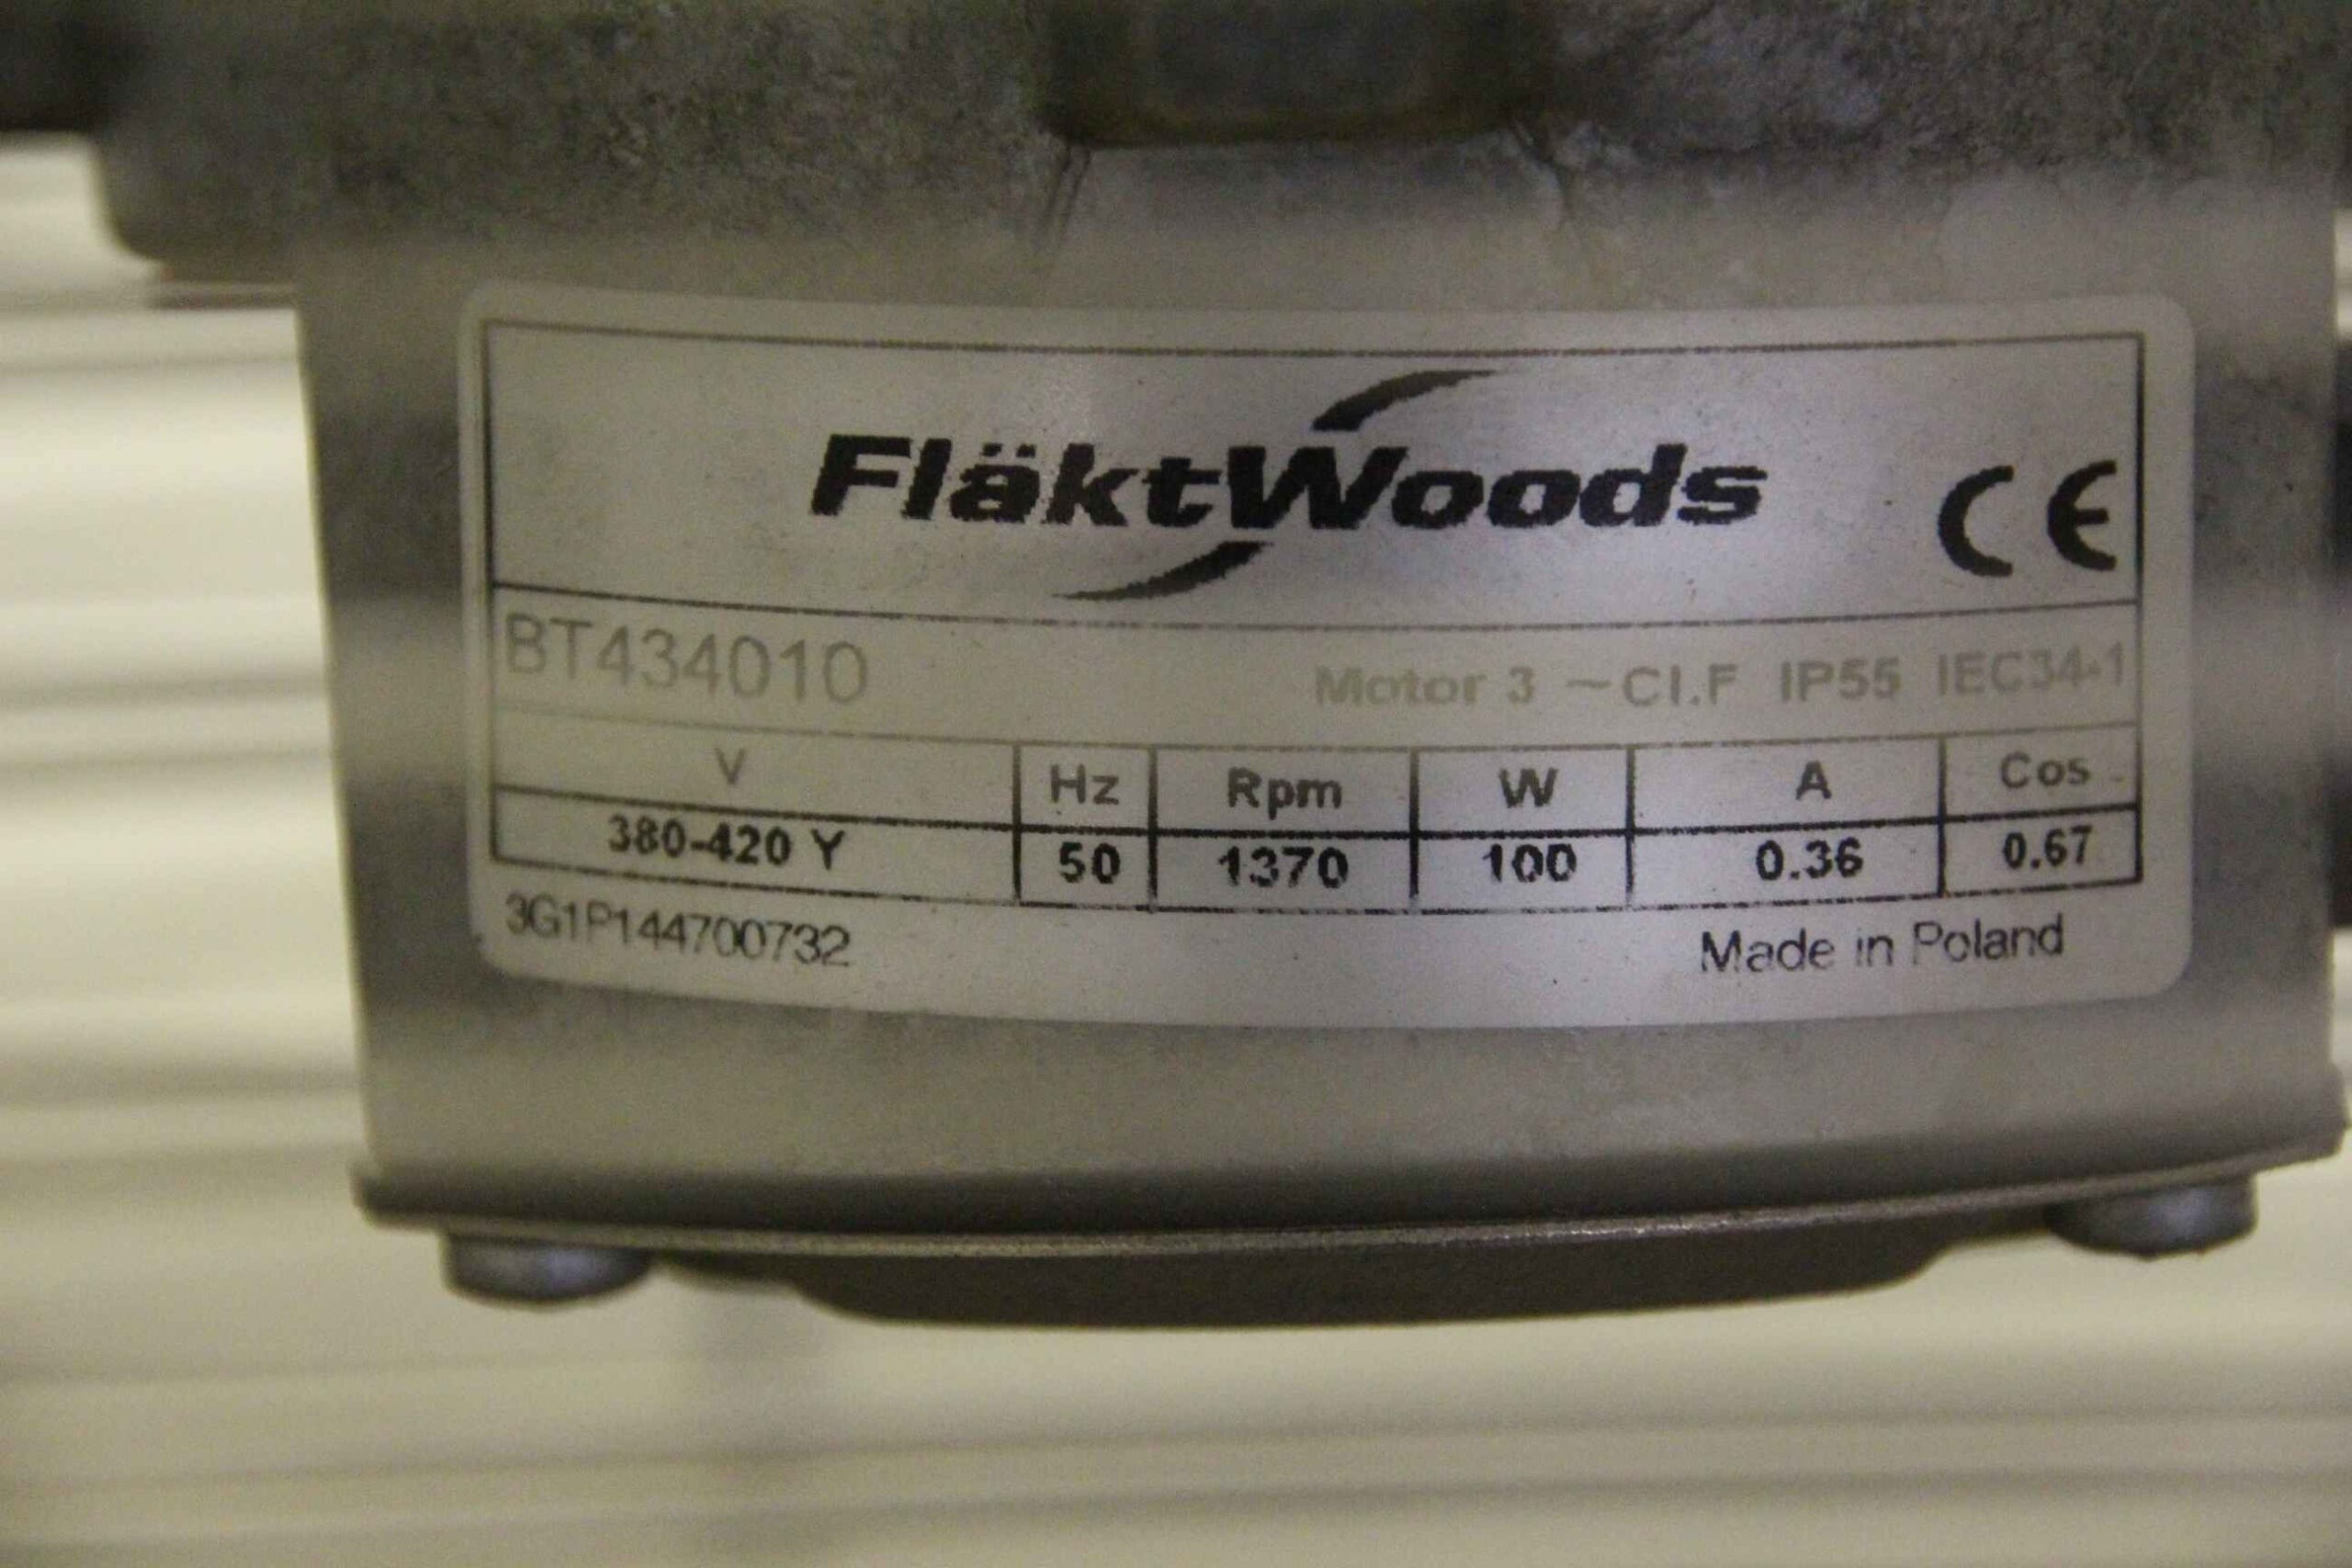 FläktWoods CE
BT434010 Motor 3 ~Cl.F IP55 IEC34-1
V Hz Rpm W A Cos
380-420 Y 50 1370 100 0.36 0.67
3G1P144700732 Made in Poland